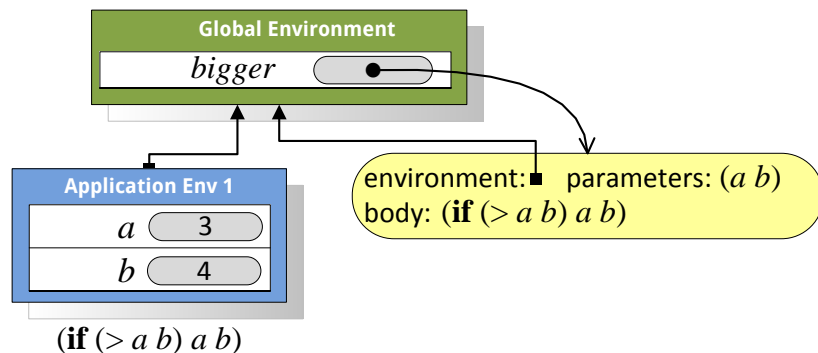 Global Environment
bigger
Application Env 1
a 3
b 4
(if (> a b) a b)
environment: parameters: (a b)
body: (if (> a b) a b)